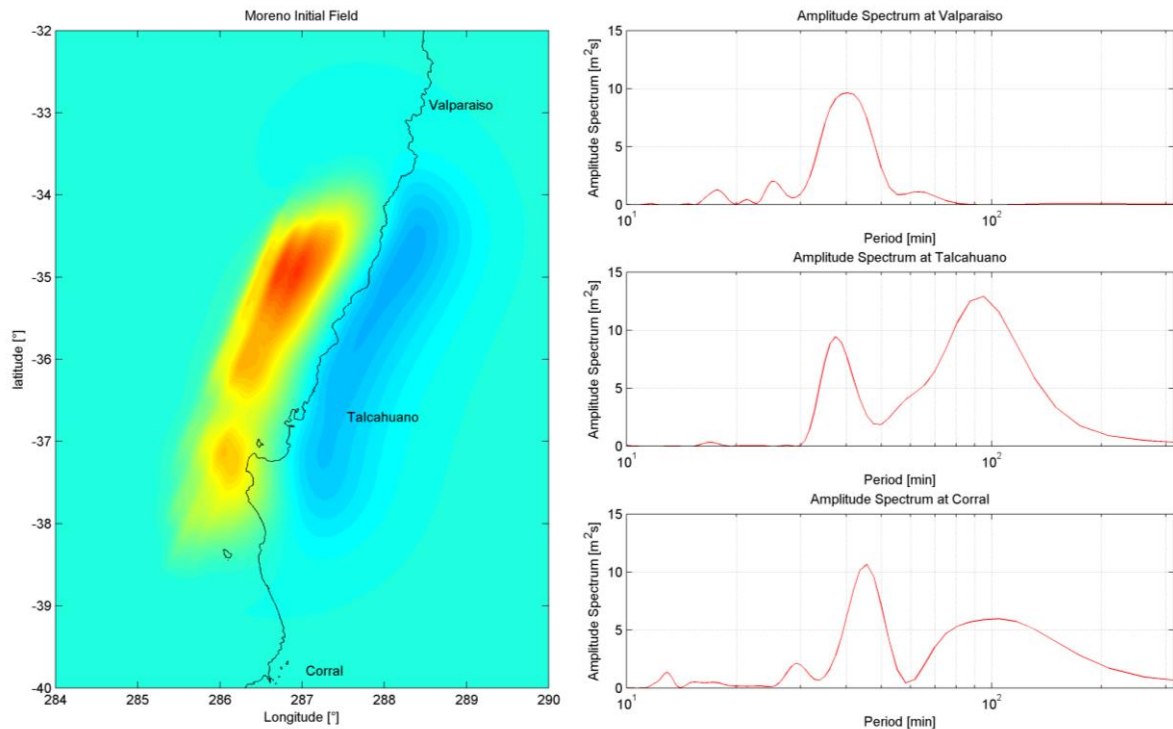 Moreno Initial Field
-32
-33
-34
-35
-36
-37
-38
-39
-40
latitude [°]
Valparaiso
Talcahuano
Corral
284 285 286 287 288 289 290
Longitude [°]
Amplitude Spectrum at Valparaiso
Amplitude Spectrum [m²s]
15
10
5
0
10¹ 10²
Period [min]
Amplitude Spectrum at Talcahuano
Amplitude Spectrum [m²s]
15
10
5
0
10¹ 10²
Period [min]
Amplitude Spectrum at Corral
Amplitude Spectrum [m²s]
15
10
5
0
10¹ 10²
Period [min]